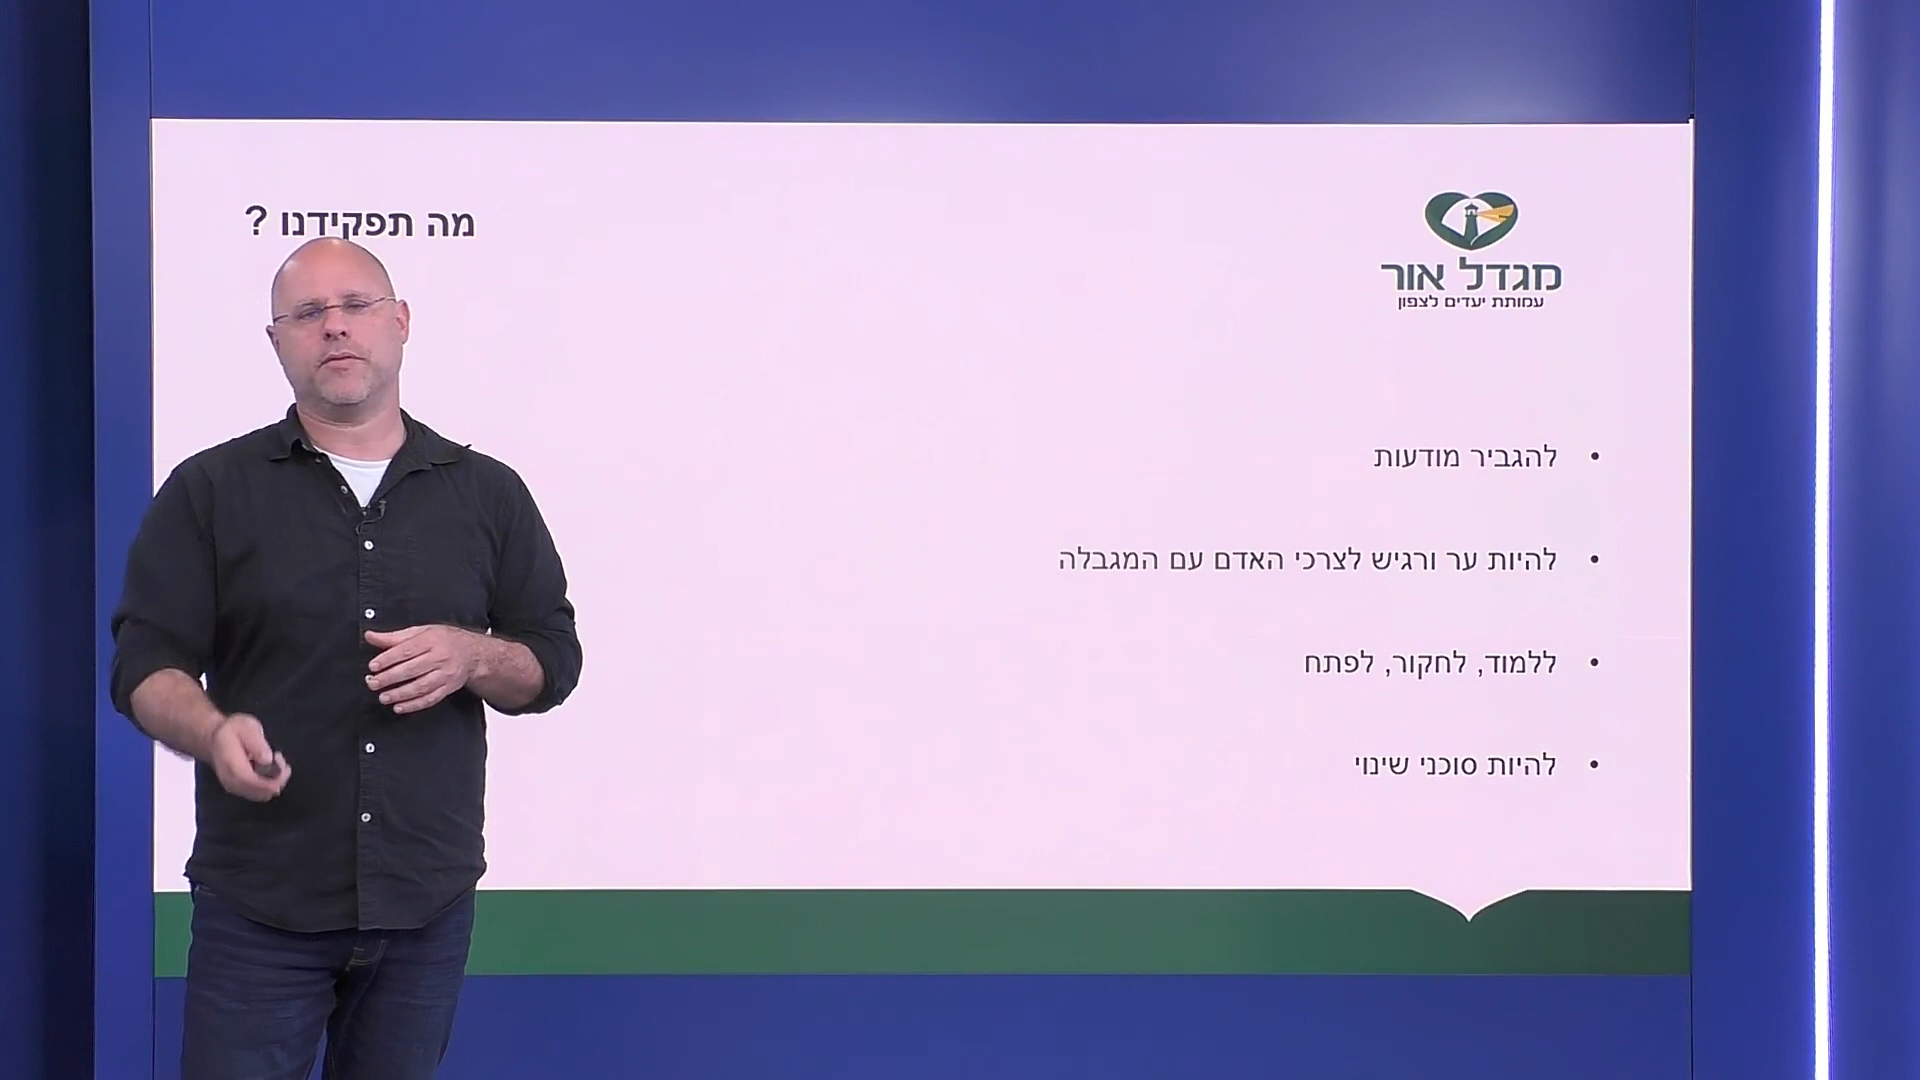 מה תפקידנו ?
מגדל אור
עמותת יעדים לצפון
• להגביר מודעות
• להיות ער ורגיש לצרכי האדם עם המגבלה
• ללמוד, לחקור, לפתח
• להיות סוכני שינוי